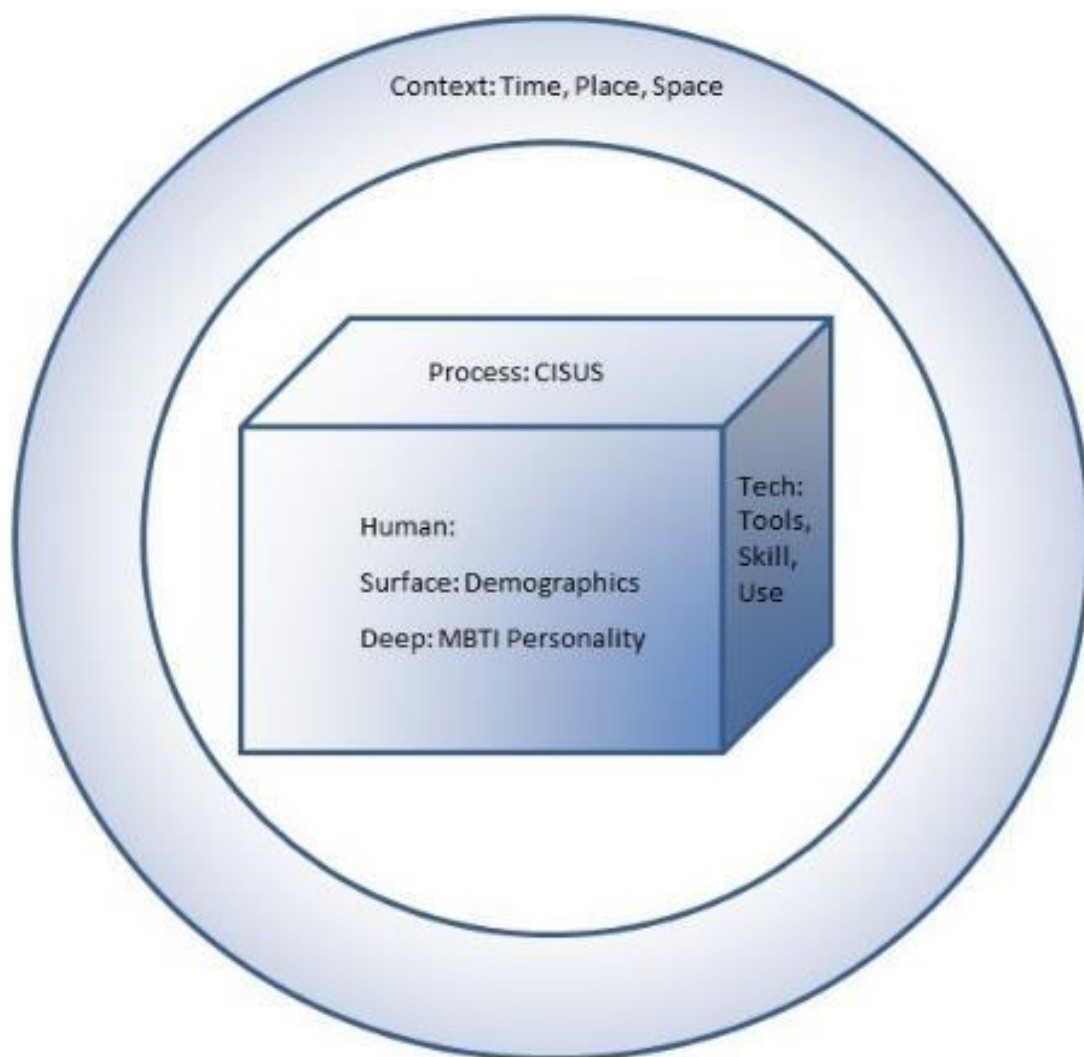 Context: Time, Place, Space
Process: CISUS
Human:
Surface: Demographics
Deep: MBTI Personality
Tech:
Tools,
Skill,
Use